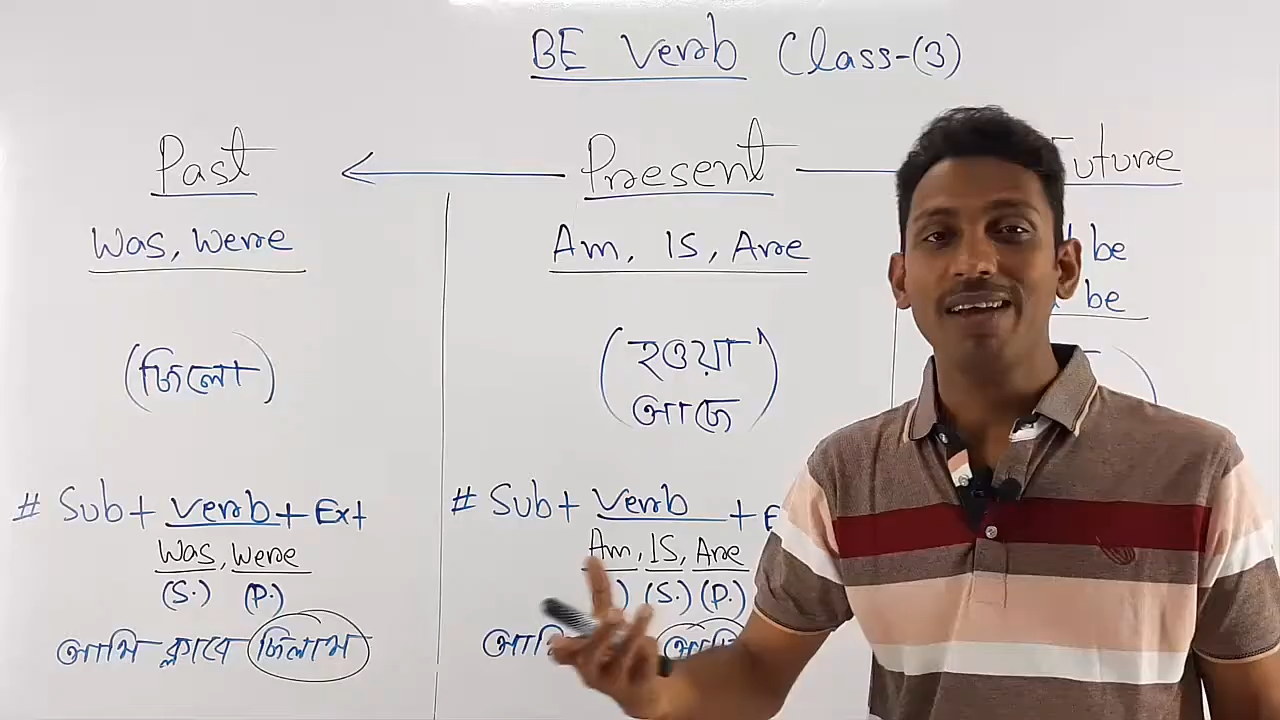 BE Verb Class-(3)
Past
Present
Future
Was, Were
Am, Is, Are
be
be
(ছিলো)
(হওয়া
আছে)
# Sub + Verb + Ext
Was, Were
(S.) (P.)
আমি ক্লাবে ছিলাম
# Sub + Verb + E
Am, IS, Are
) (S.) (P.)